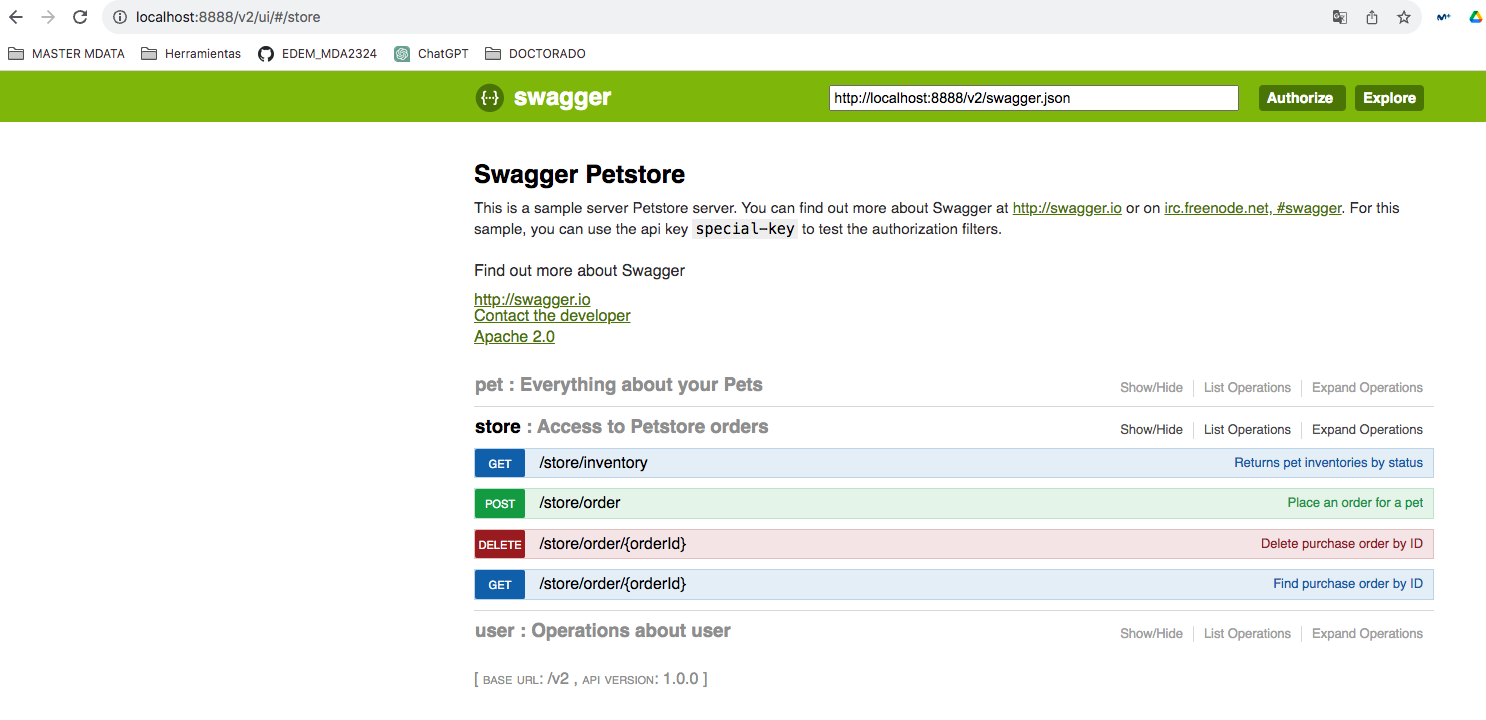 localhost:8888/v2/ui/#/store
MASTER MDATA Herramientas EDEM_MDA2324 ChatGPT DOCTORADO
{···} swagger http://localhost:8888/v2/swagger.json Authorize Explore
Swagger Petstore
This is a sample server Petstore server. You can find out more about Swagger at http://swagger.io or on irc.freenode.net, #swagger. For this
sample, you can use the api key special-key to test the authorization filters.
Find out more about Swagger
http://swagger.io
Contact the developer
Apache 2.0
pet : Everything about your Pets Show/Hide List Operations Expand Operations
store : Access to Petstore orders Show/Hide List Operations Expand Operations
GET /store/inventory Returns pet inventories by status
POST /store/order Place an order for a pet
DELETE /store/order/{orderId} Delete purchase order by ID
GET /store/order/{orderId} Find purchase order by ID
user : Operations about user Show/Hide List Operations Expand Operations
[ BASE URL: /v2 , API VERSION: 1.0.0 ]